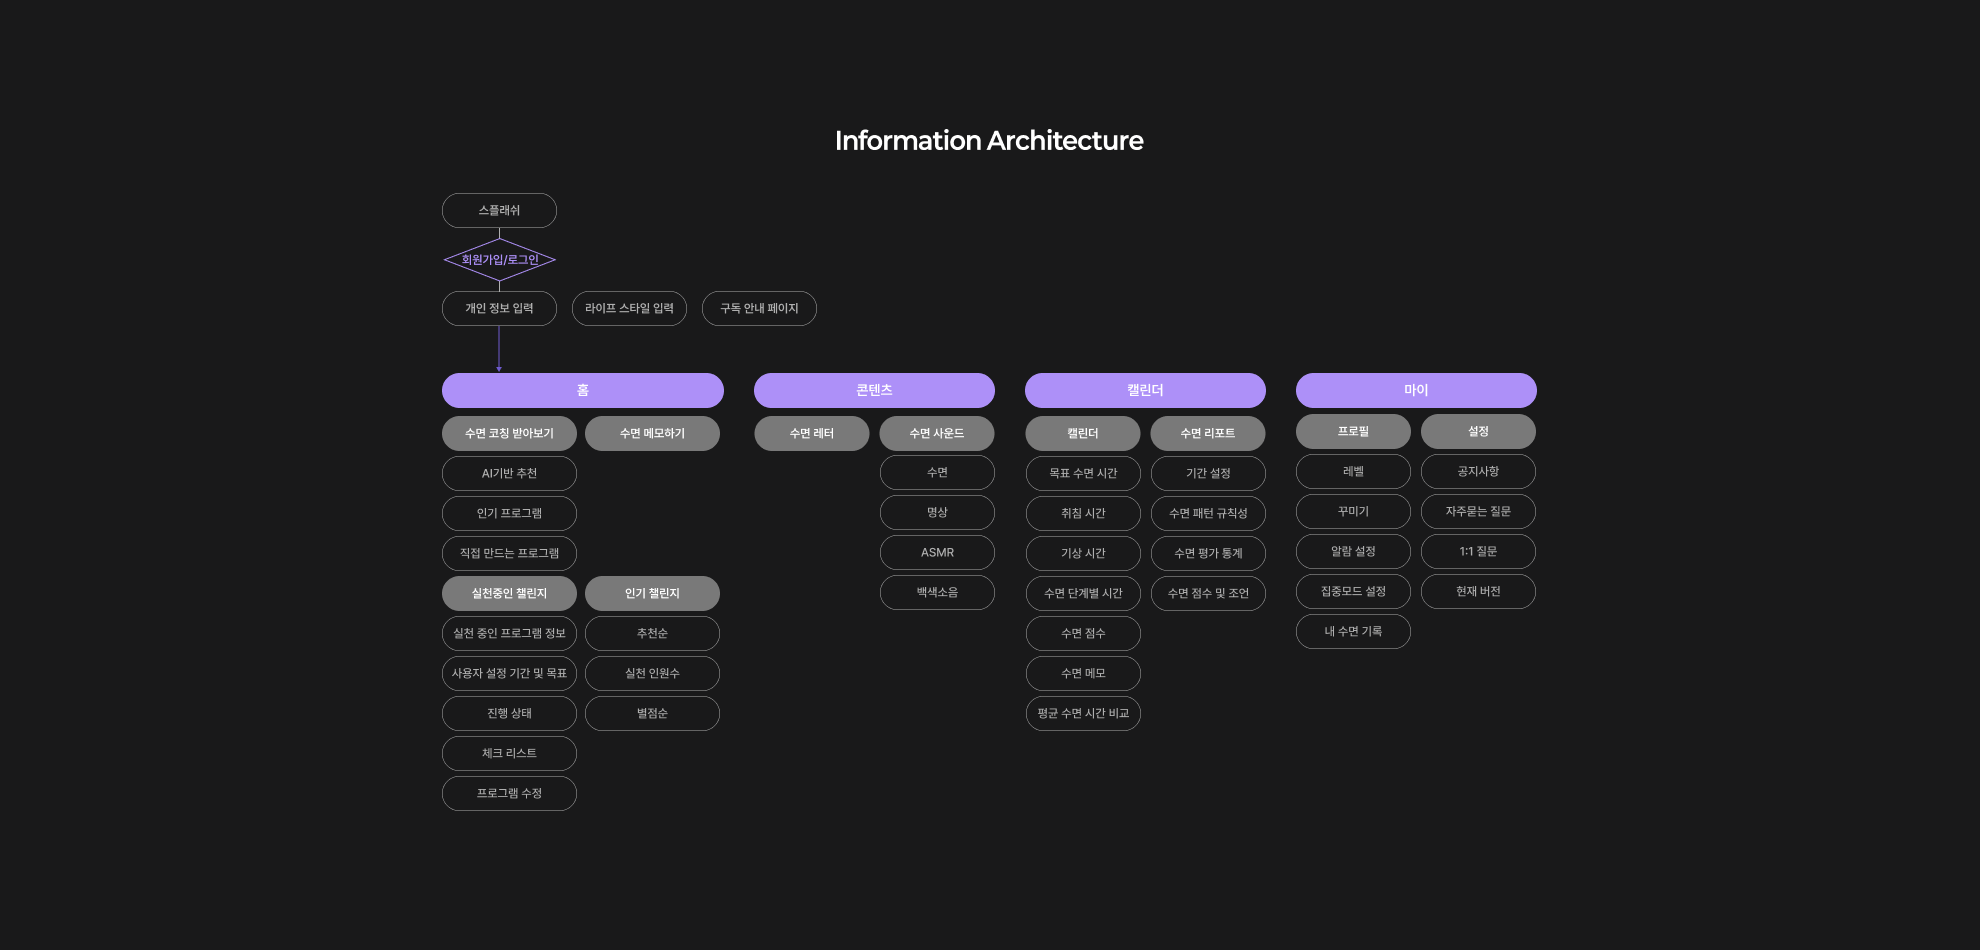 Information Architecture
스플래쉬
회원가입/로그인
개인 정보 입력
라이프 스타일 입력
구독 안내 페이지
홈
수면 코칭 받아보기
수면 메모하기
AI기반 추천
인기 프로그램
직접 만드는 프로그램
실천중인 챌린지
인기 챌린지
실천 중인 프로그램 정보
추천순
사용자 설정 기간 및 목표
실천 인원수
진행 상태
별점순
체크 리스트
프로그램 수정
콘텐츠
수면 레터
수면 사운드
수면
명상
ASMR
백색소음
캘린더
캘린더
수면 리포트
목표 수면 시간
기간 설정
취침 시간
수면 패턴 규칙성
기상 시간
수면 평가 통계
수면 단계별 시간
수면 점수 및 조언
수면 점수
수면 메모
평균 수면 시간 비교
마이
프로필
설정
레벨
공지사항
꾸미기
자주묻는 질문
알람 설정
1:1 질문
집중모드 설정
현재 버전
내 수면 기록